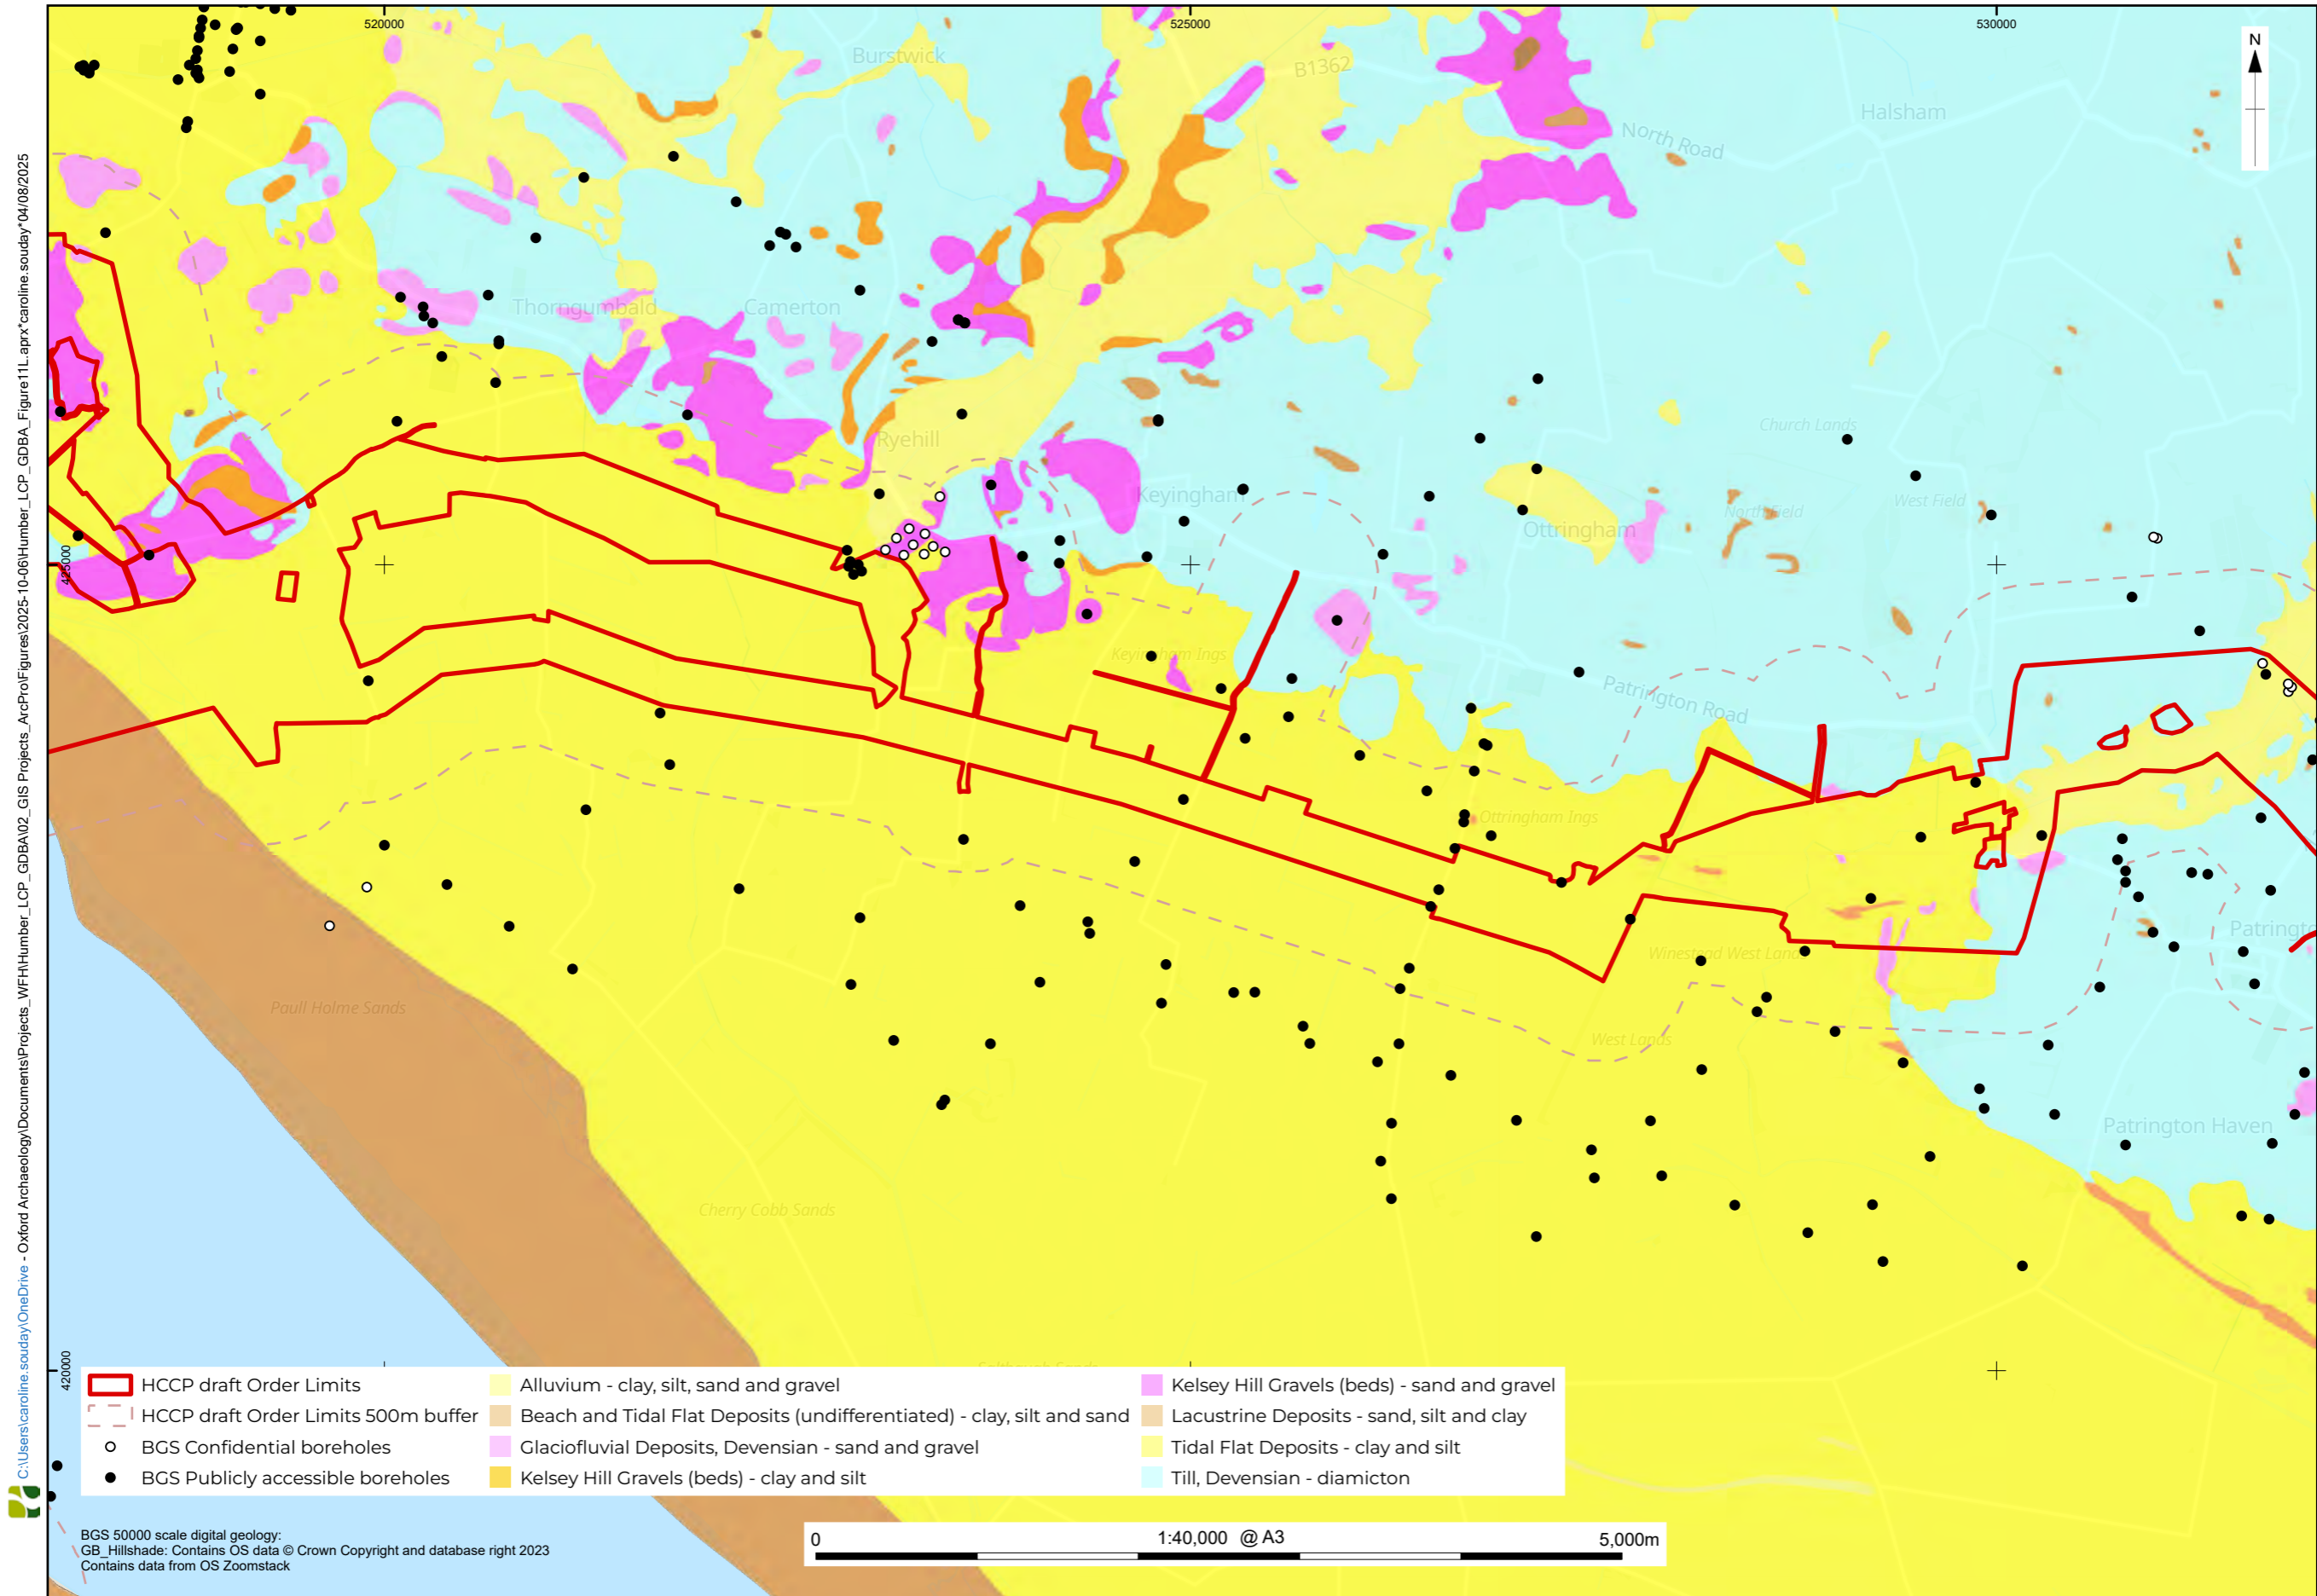 520000
525000
530000
N
Burstwick
B1362
Halsham
North Road
Thorngumbald
Camerton
Church Lands
Ryehill
Keyingham
West Field
North Field
Ottringham
425000
Keyingham Ings
Patrington Road
Ottringham Ings
Winestead West Lands
Paull Holme Sands
West Lands
Patrington Haven
Cherry Cobb Sands
420000
HCCP draft Order Limits
HCCP draft Order Limits 500m buffer
BGS Confidential boreholes
BGS Publicly accessible boreholes
Alluvium - clay, silt, sand and gravel
Beach and Tidal Flat Deposits (undifferentiated) - clay, silt and sand
Glaciofluvial Deposits, Devensian - sand and gravel
Kelsey Hill Gravels (beds) - clay and silt
Kelsey Hill Gravels (beds) - sand and gravel
Lacustrine Deposits - sand, silt and clay
Tidal Flat Deposits - clay and silt
Till, Devensian - diamicton
BGS 50000 scale digital geology:
GB_Hillshade: Contains OS data © Crown Copyright and database right 2023
Contains data from OS Zoomstack
0 1:40,000 @ A3 5,000m
C:\Users\caroline.souday\OneDrive - Oxford Archaeology\Documents\Projects_WFH\Humber_LCP_GDBA\02_GIS Projects_ArcPro\Figures\2025-10-06\Humber_LCP_GDBA_Figure11L.aprx*caroline.souday*04/08/2025